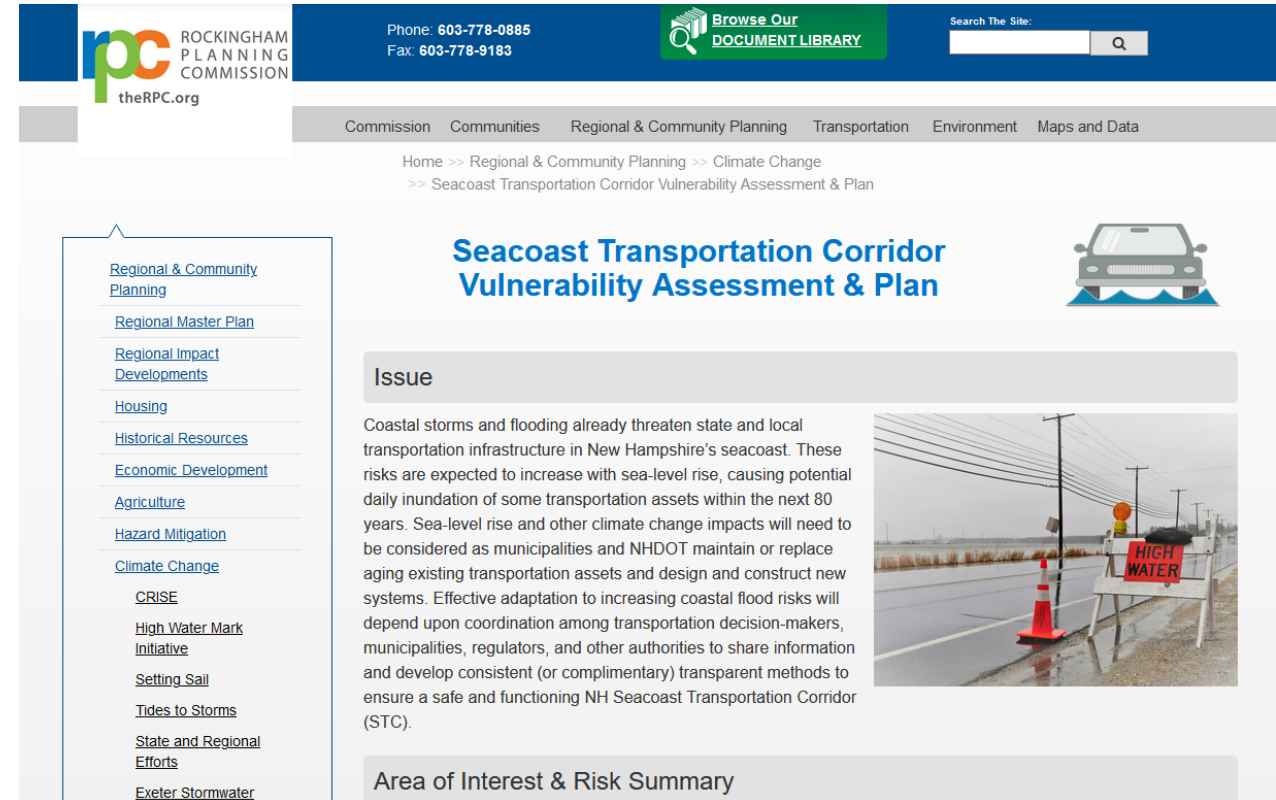 rpc ROCKINGHAM
PLANNING
COMMISSION
theRPC.org
Phone: 603-778-0885
Fax: 603-778-9183
Browse Our
DOCUMENT LIBRARY
Search The Site:
Commission Communities Regional & Community Planning Transportation Environment Maps and Data
Home >> Regional & Community Planning >> Climate Change
>> Seacoast Transportation Corridor Vulnerability Assessment & Plan
Regional & Community
Planning
Regional Master Plan
Regional Impact
Developments
Housing
Historical Resources
Economic Development
Agriculture
Hazard Mitigation
Climate Change
CRISE
High Water Mark
Initiative
Setting Sail
Tides to Storms
State and Regional
Efforts
Exeter Stormwater
Seacoast Transportation Corridor
Vulnerability Assessment & Plan
Issue
Coastal storms and flooding already threaten state and local
transportation infrastructure in New Hampshire’s seacoast. These
risks are expected to increase with sea-level rise, causing potential
daily inundation of some transportation assets within the next 80
years. Sea-level rise and other climate change impacts will need to
be considered as municipalities and NHDOT maintain or replace
aging existing transportation assets and design and construct new
systems. Effective adaptation to increasing coastal flood risks will
depend upon coordination among transportation decision-makers,
municipalities, regulators, and other authorities to share information
and develop consistent (or complimentary) transparent methods to
ensure a safe and functioning NH Seacoast Transportation Corridor
(STC).
HIGH
WATER
Area of Interest & Risk Summary